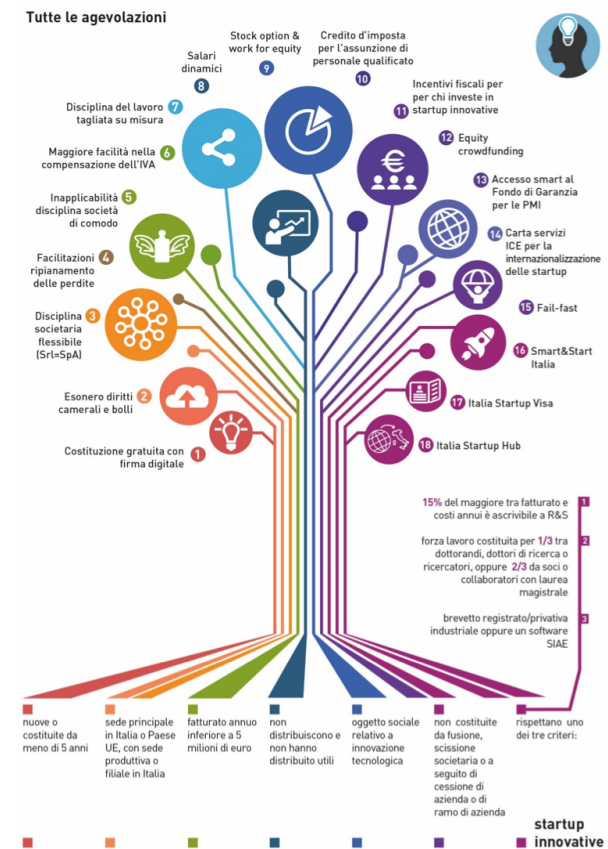 Tutte le agevolazioni
Stock option &
work for equity
9
Credito d'imposta
per l'assunzione di
personale qualificato
10
Salari
dinamici
8
Incentivi fiscali per
per chi investe in
11 startup innovative
Disciplina del lavoro 7
tagliata su misura
12 Equity
crowdfunding
Maggiore facilità nella 6
compensazione dell'IVA
13 Accesso smart al
Fondo di Garanzia
per le PMI
Inapplicabilità 5
disciplina società
di comodo
14 Carta servizi
ICE per la
internazionalizzazione
delle startup
Facilitazioni 4
ripianamento
delle perdite
15 Fail-fast
Disciplina 3
societaria
flessibile
(Srl=SpA)
16 Smart&Start
Italia
Esonero diritti 2
camerali e bolli
17 Italia Startup Visa
Costituzione gratuita con 1
firma digitale
18 Italia Startup Hub
€
15% del maggiore tra fatturato e 1
costi annui è ascrivibile a R&S
forza lavoro costituita per 1/3 tra 2
dottorandi, dottori di ricerca o
ricercatori, oppure 2/3 da soci o
collaboratori con laurea
magistrale
brevetto registrato/privativa 3
industriale oppure un software
SIAE
nuove o
costituite da
meno di 5 anni
sede principale
in Italia o Paese
UE, con sede
produttiva o
filiale in Italia
fatturato annuo
inferiore a 5
milioni di euro
non
distribuiscono e
non hanno
distribuito utili
oggetto sociale
relativo a
innovazione
tecnologica
non costituite
da fusione,
scissione
societaria o a
seguito di
cessione di
azienda o di
ramo di azienda
rispettano uno
dei tre criteri:
startup
innovative